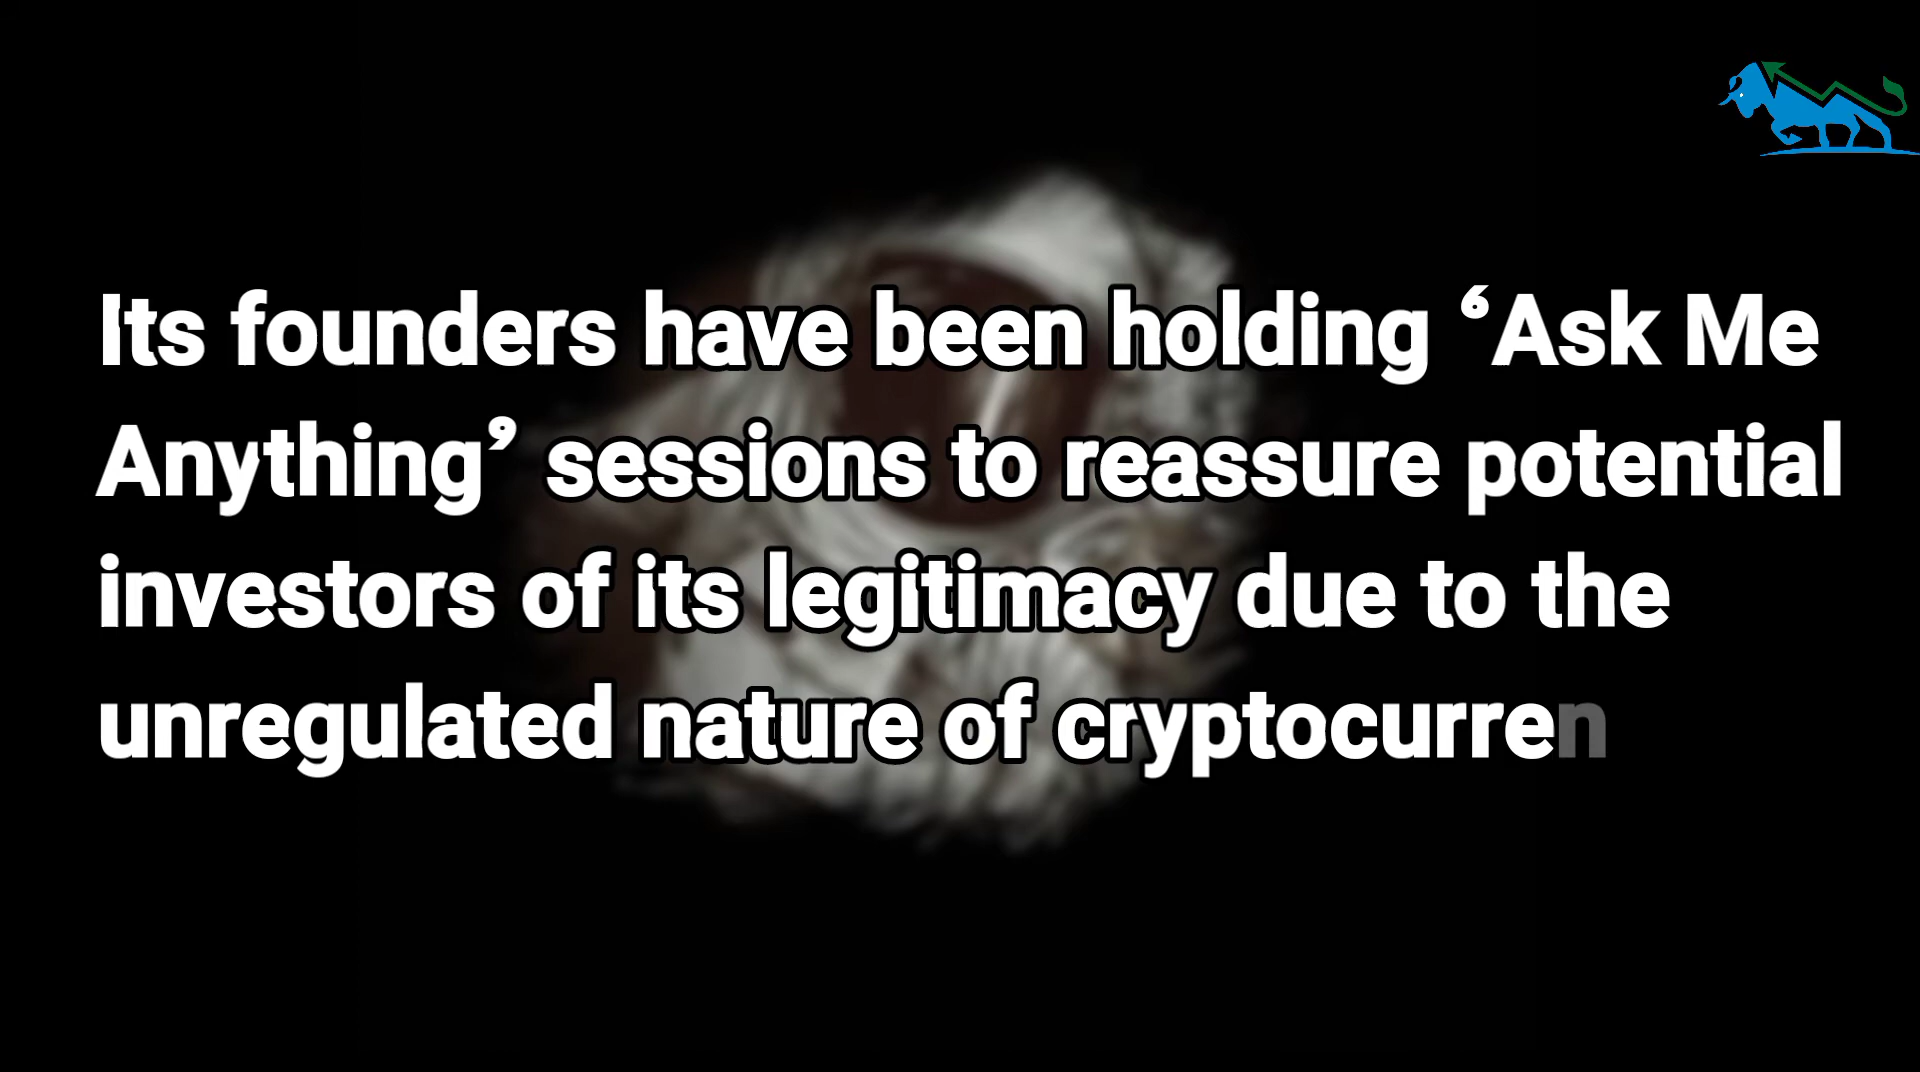 Its founders have been holding ‘Ask Me
Anything’ sessions to reassure potential
investors of its legitimacy due to the
unregulated nature of cryptocurren